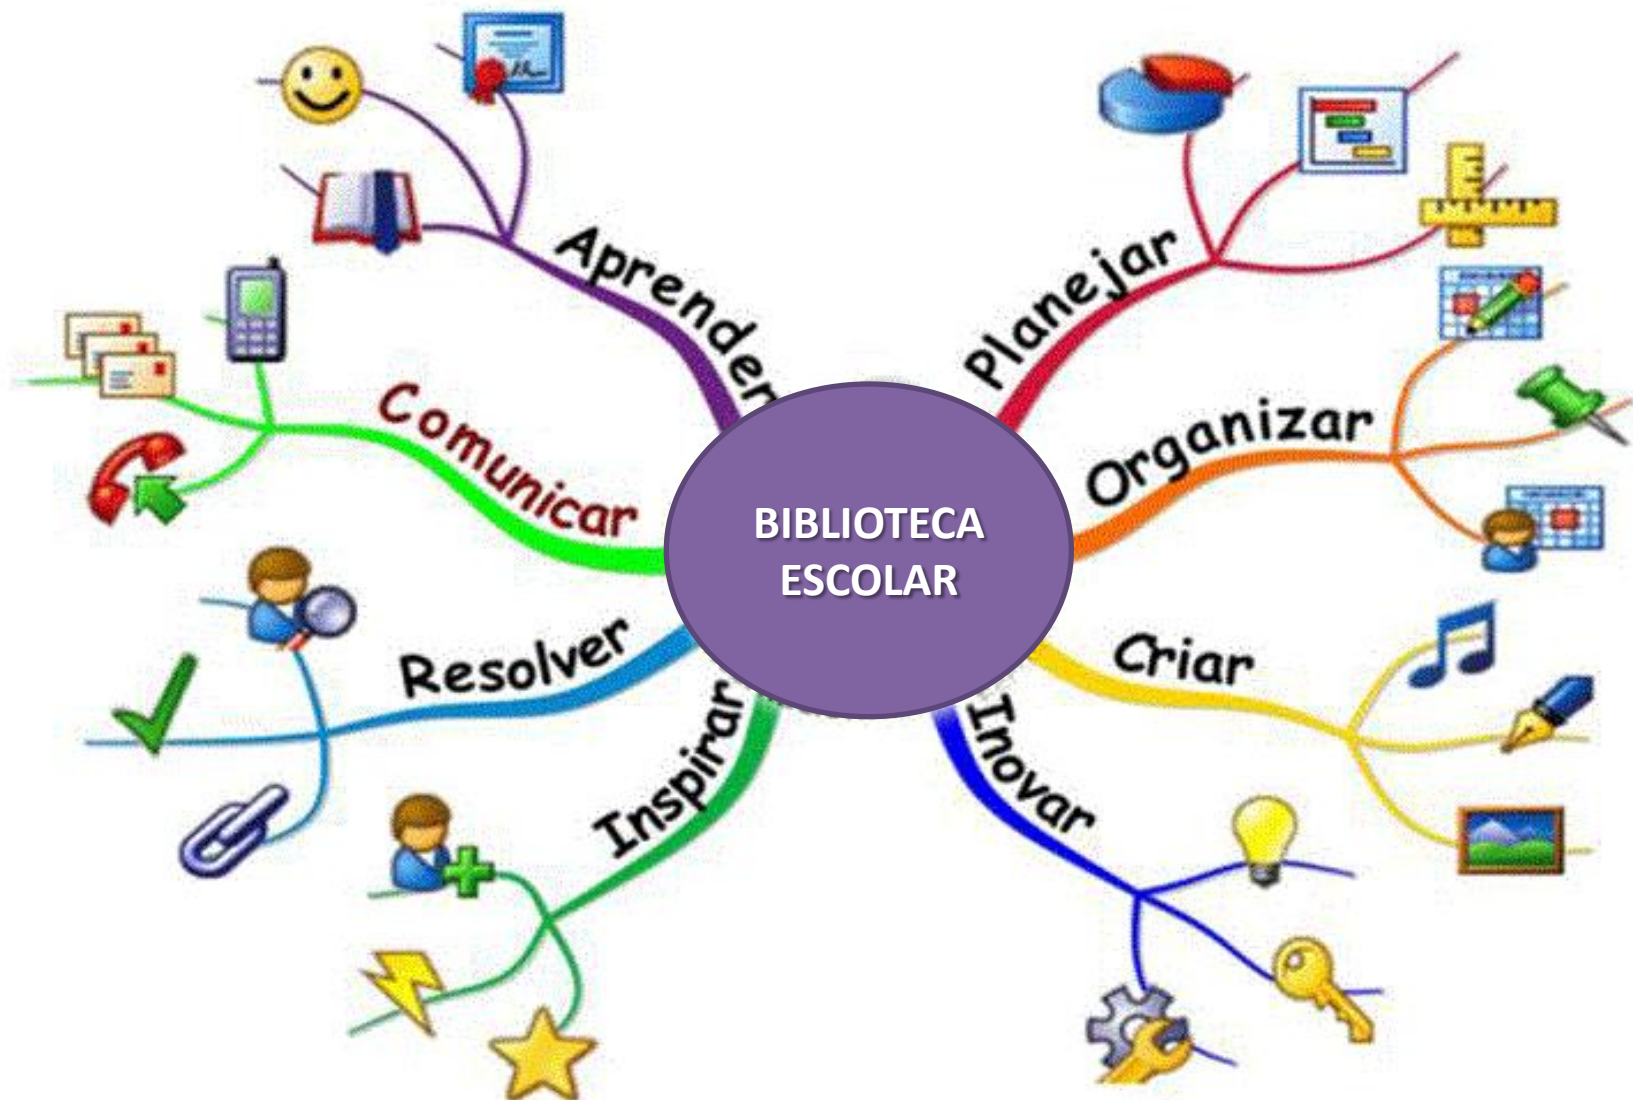 Aprender
Planejar
Comunicar
Organizar
BIBLIOTECA
ESCOLAR
Resolver
Criar
Inspirar
Inovar